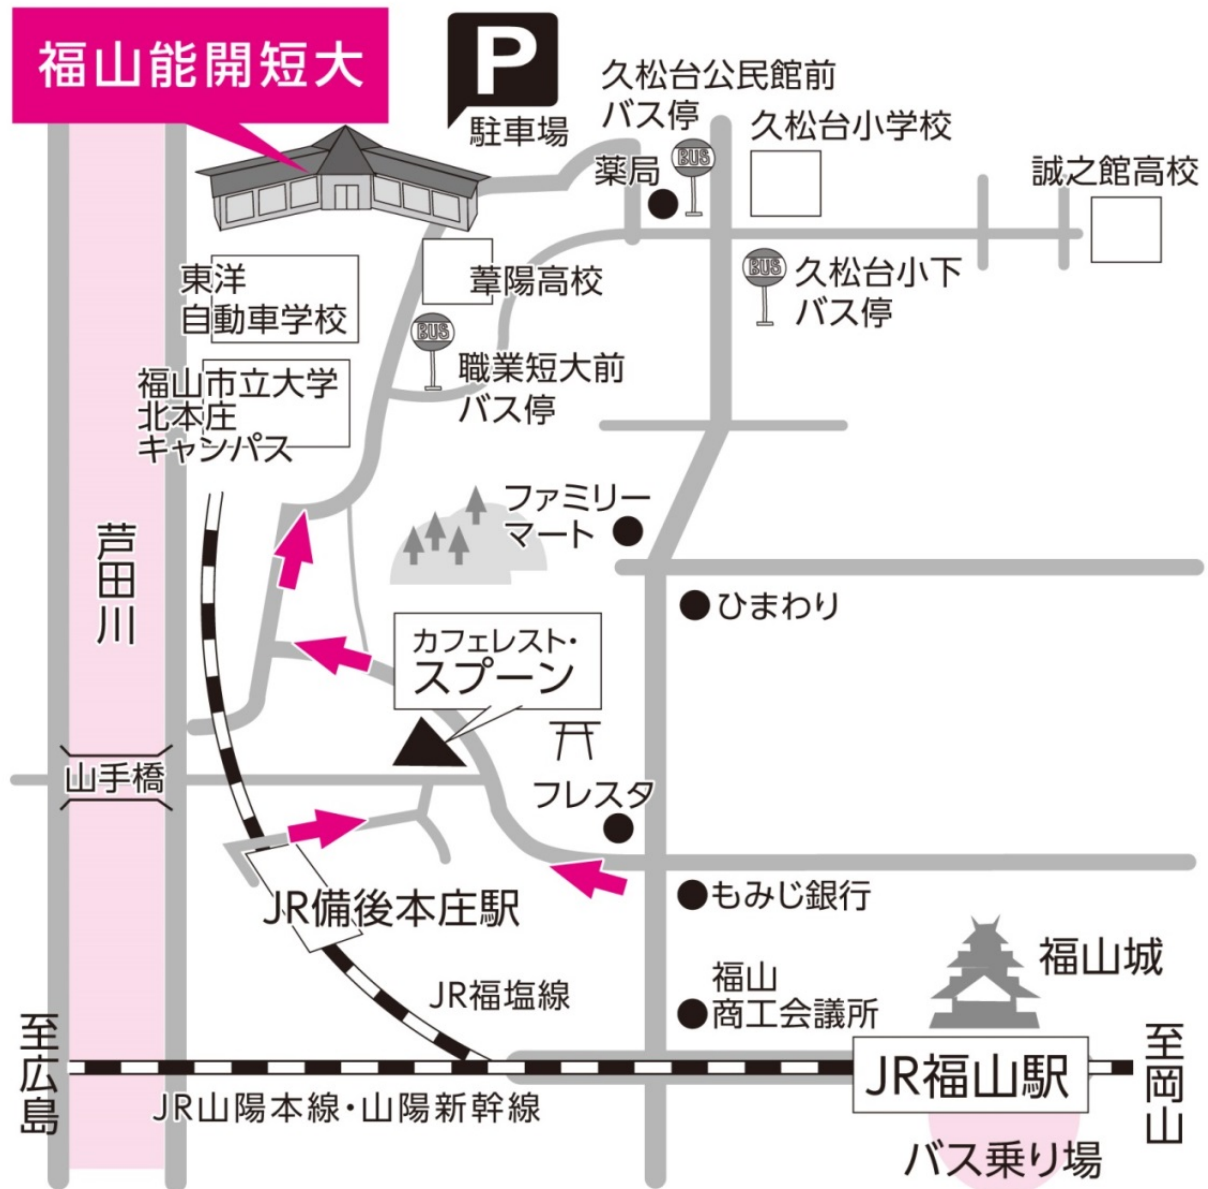 福山能開短大
P
駐車場
久松台公民館前
バス停
BUS
薬局
久松台小学校
誠之館高校
東洋
自動車学校
葦陽高校
BUS
久松台小下
バス停
BUS
職業短大前
バス停
福山市立大学
北本庄
キャンパス
ファミリー
マート
芦田川
ひまわり
カフェレスト・
スプーン
山手橋
フレスタ
もみじ銀行
JR備後本庄駅
福山城
JR福塩線
福山
商工会議所
至広島
JR福山駅
至岡山
JR山陽本線・山陽新幹線
バス乗り場